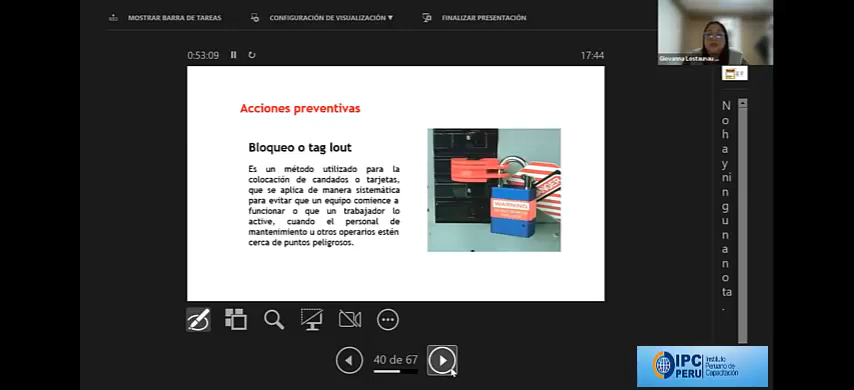 MOSTRAR BARRA DE TAREAS
CONFIGURACIÓN DE VISUALIZACIÓN ▼
FINALIZAR PRESENTACIÓN
0:53:09
17:44
Giovanna Lostaunau
Acciones preventivas
Bloqueo o tag lout
Es un método utilizado para la
colocación de candados o tarjetas,
que se aplica de manera sistemática
para evitar que un equipo comience a
funcionar o que un trabajador lo
active, cuando el personal de
mantenimiento u otros operarios estén
cerca de puntos peligrosos.
WARNING
No hay ninguna nota.
40 de 67
IPC
PERU
Instituto
Peruano de
Capacitación